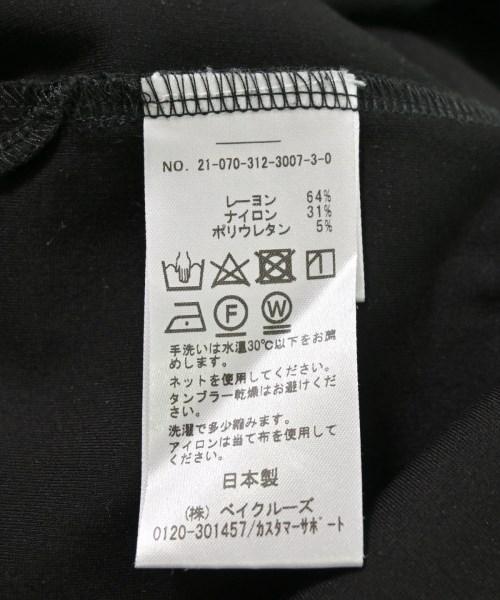 NO. 21-070-312-3007-3-0
レーヨン 64%
ナイロン 31%
ポリウレタン 5%
F W
手洗いは水温30℃以下をお薦
めします。
ネットを使用してください。
タンブラー乾燥はお避けくだ
さい。
洗濯で多少縮みます。
アイロンは当て布を使用して
ください。
日本製
(株) ベイクルーズ
0120-301457/ｶｽﾀﾏｰｻﾎﾟｰﾄ